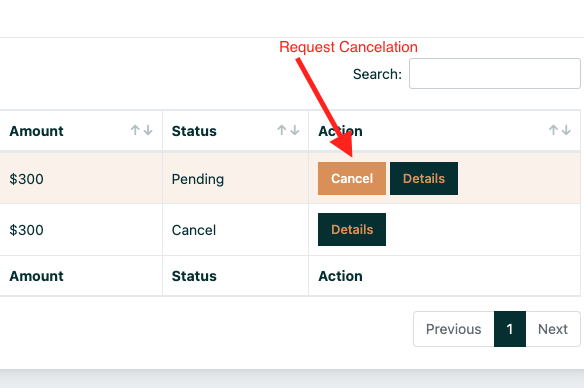 Request Cancelation
Search:
Amount Status Action
$300 Pending Cancel Details
$300 Cancel Details
Amount Status Action
Previous 1 Next